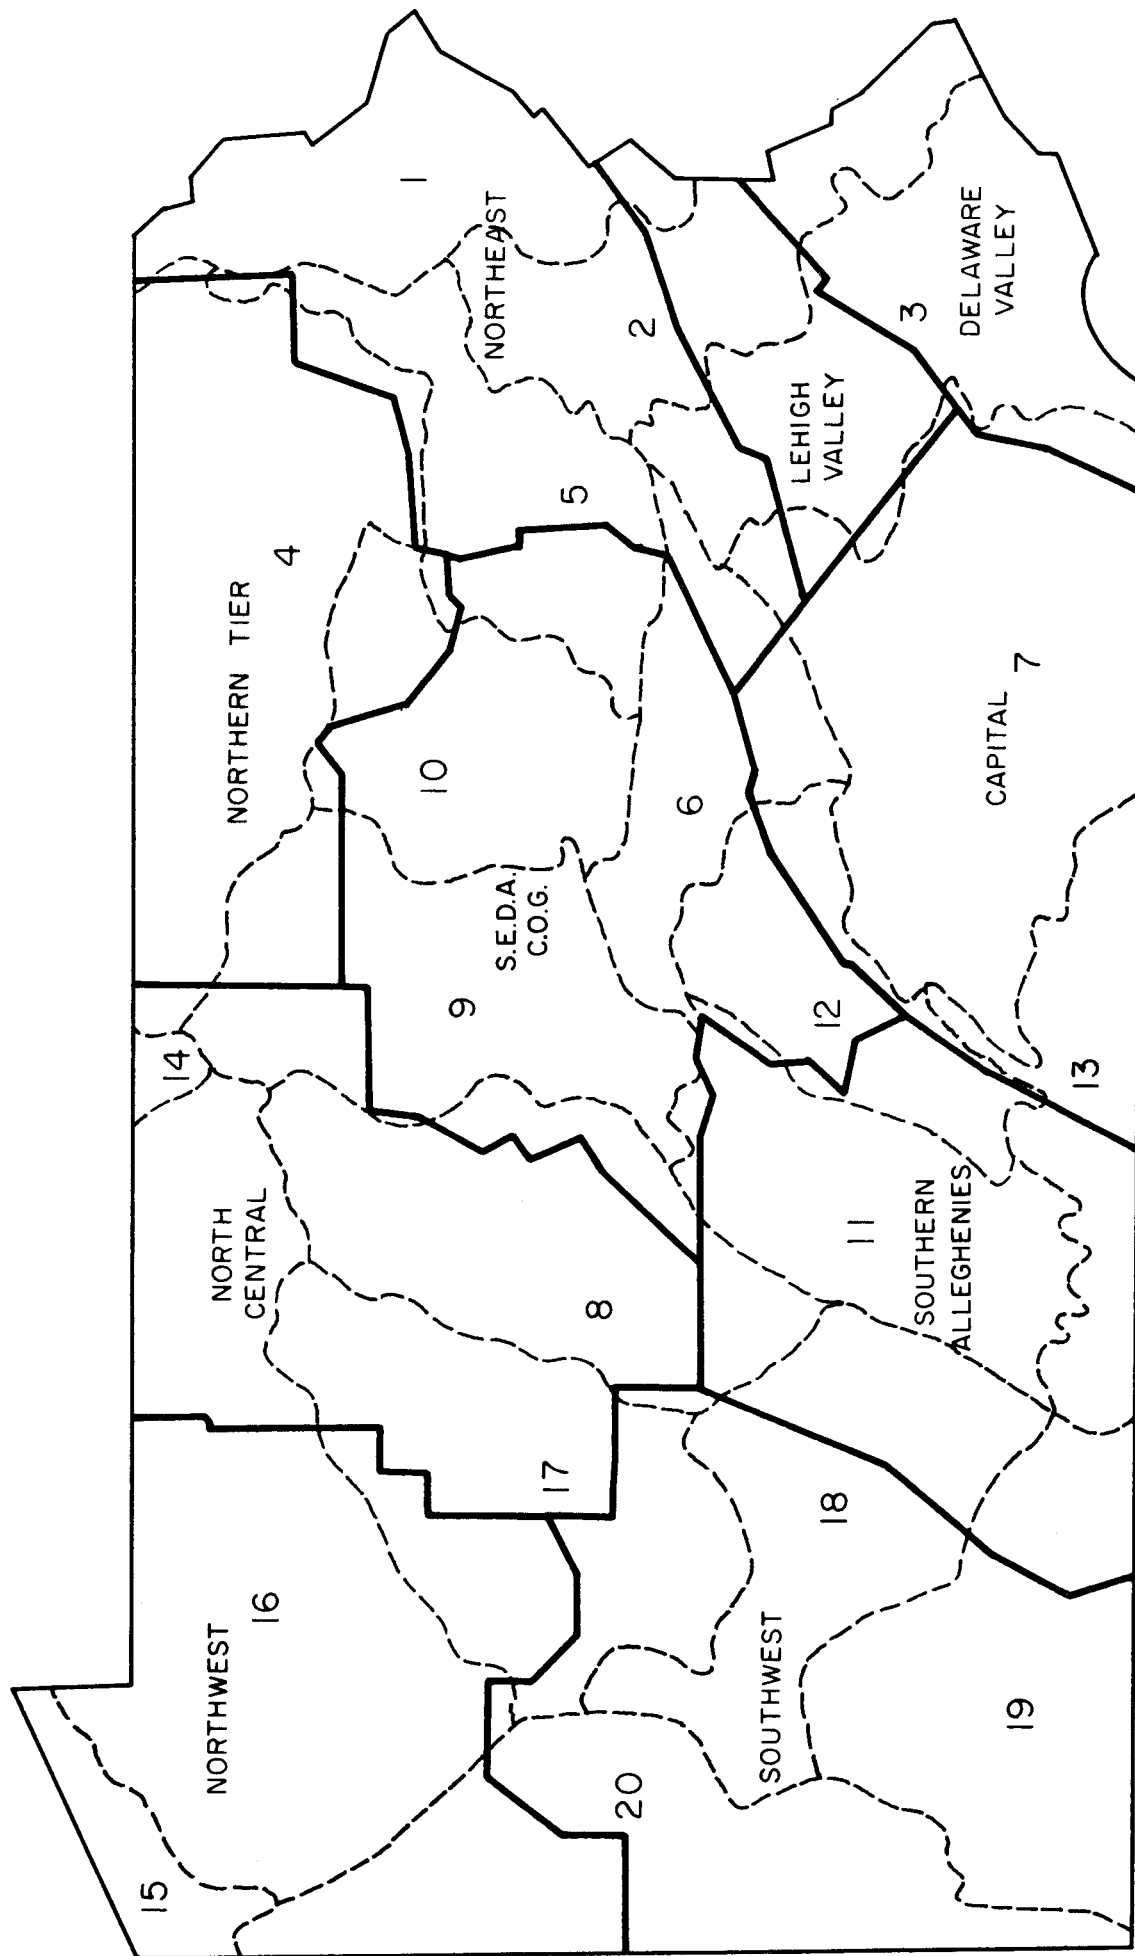 15
NORTHWEST
16
14
NORTH
CENTRAL
NORTHERN TIER
4
1
NORTHEAST
17
8
9
S.E.D.A.
C.O.G.
10
5
2
20
SOUTHWEST
18
11
SOUTHERN
ALLEGHENIES
12
6
LEHIGH
VALLEY
19
13
CAPITAL
7
3
DELAWARE
VALLEY